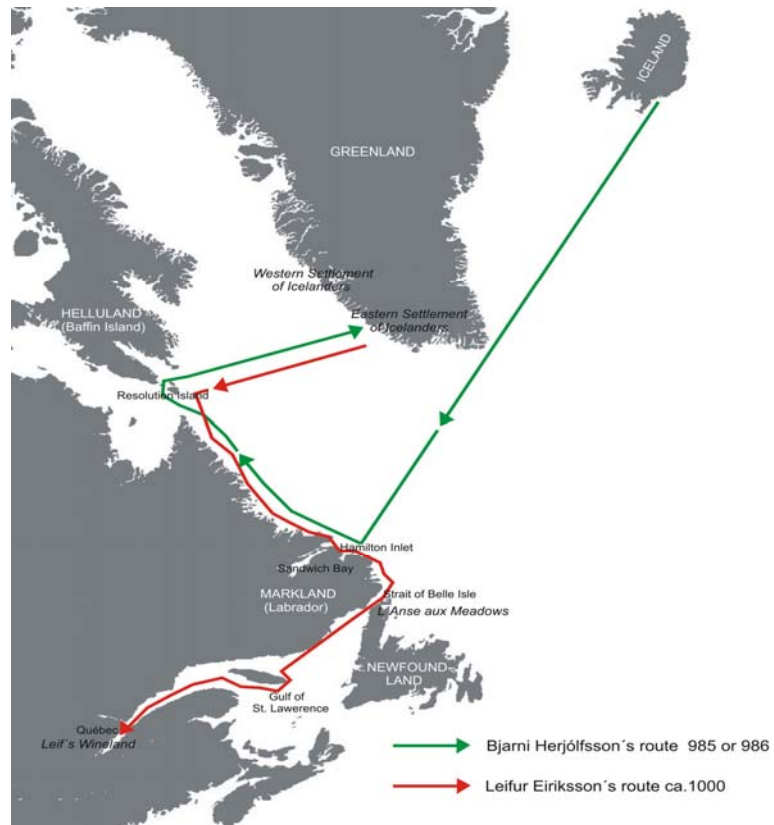 ICELAND
GREENLAND
Western Settlement
of Icelanders
Eastern Settlement
of Icelanders
HELLULAND
(Baffin Island)
Resolution Island
Hamilton Inlet
Sandwich Bay
MARKLAND
(Labrador)
Strait of Belle Isle
L´Anse aux Meadows
NEWFOUND-
LAND
Gulf of
St. Lawerence
Québec
Leif´s Wineland
Bjarni Herjólfsson´s route 985 or 986
Leifur Eiriksson´s route ca.1000